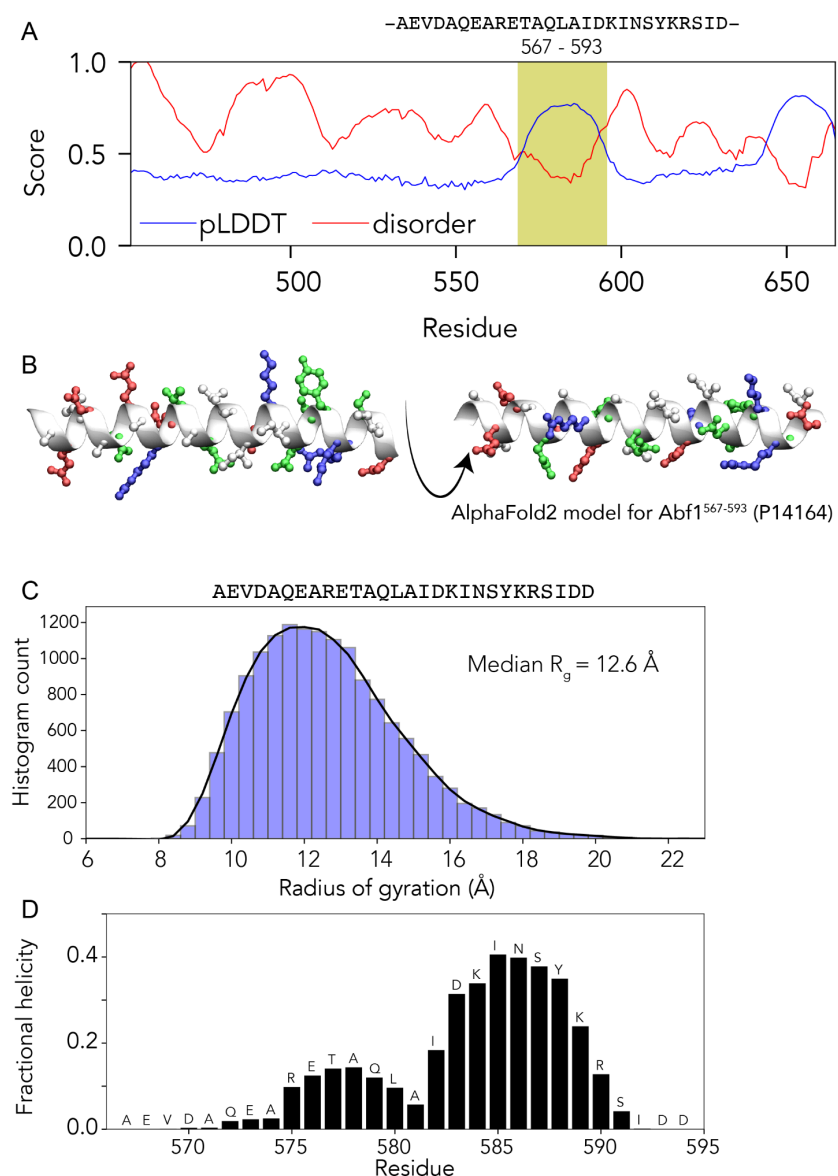 –AEVDAQEARETAQLAIDKINSYKRSID–
A
567 - 593
1.0
0.5
0.0
Score
pLDDT
disorder
500 550 600 650
Residue
B
AlphaFold2 model for Abf1567-593 (P14164)
C
AEVDAQEARETAQLAIDKINSYKRSIDD
1200
1000
800
600
400
200
0
Histogram count
Median Rg = 12.6 Å
6 8 10 12 14 16 18 20 22
Radius of gyration (Å)
D
0.4
0.2
0.0
Fractional helicity
A E V D A Q E A R E T A Q L A I D K I N S Y K R S I D D
570 575 580 585 590 595
Residue